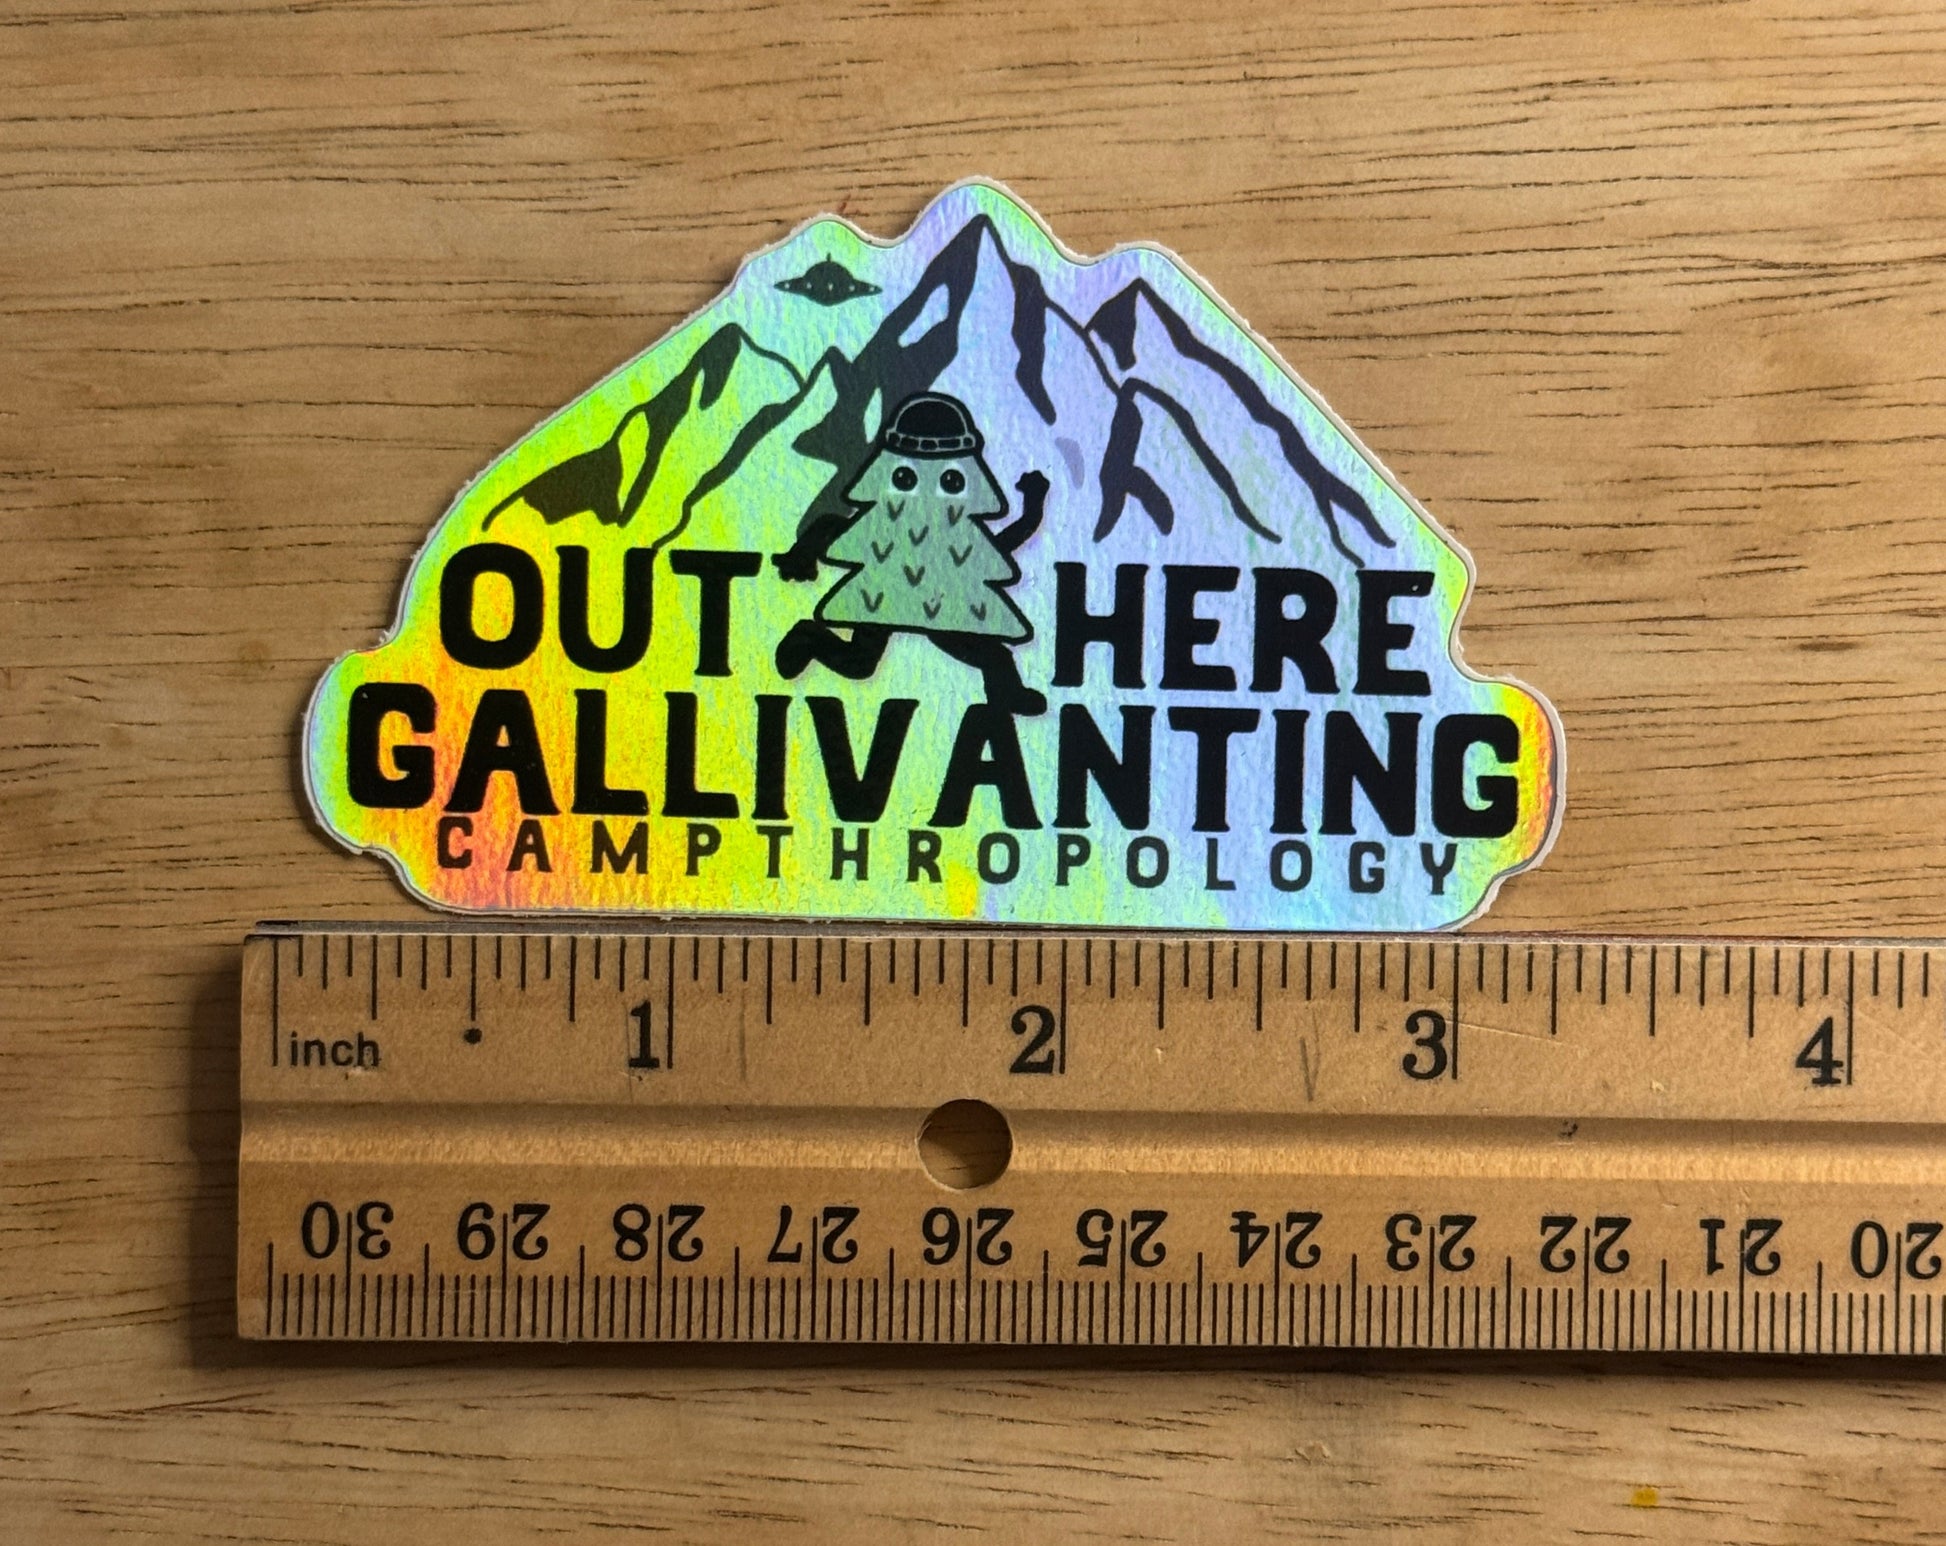 OUT HERE
GALLIVANTING
CAMPTHROPOLOGY
inch 1 2 3 4
30 29 28 27 26 25 24 23 22 21 20